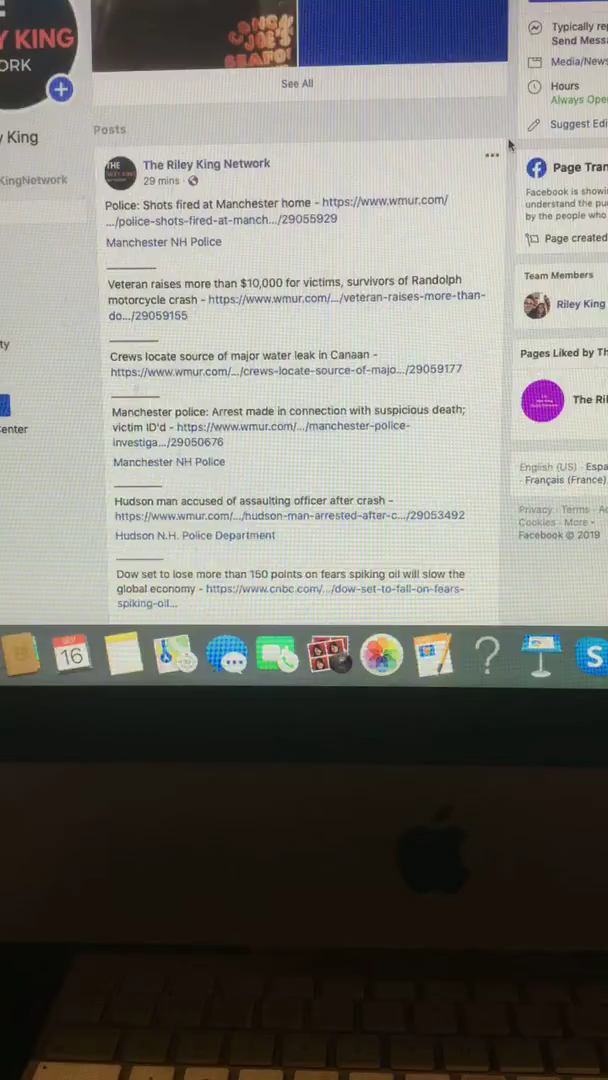 Y KING
ORK
y King
KingNetwork
ty
enter
CONGA
JOE'S
SEAFO
See All
Posts
THE
The Riley King Network
29 mins ·
Police: Shots fired at Manchester home - https://www.wmur.com/
.../police-shots-fired-at-manch.../29055929
Manchester NH Police
Veteran raises more than $10,000 for victims, survivors of Randolph
motorcycle crash - https://www.wmur.com/.../veteran-raises-more-than-
do.../29059155
Crews locate source of major water leak in Canaan -
https://www.wmur.com/.../crews-locate-source-of-majo.../29059177
Manchester police: Arrest made in connection with suspicious death;
victim ID'd - https://www.wmur.com/.../manchester-police-
investiga.../29050676
Manchester NH Police
Hudson man accused of assaulting officer after crash -
https://www.wmur.com/.../hudson-man-arrested-after-c.../29053492
Hudson N.H. Police Department
Dow set to lose more than 150 points on fears spiking oil will slow the
global economy - https://www.cnbc.com/.../dow-set-to-fall-on-fears-
spiking-oil...
Typically re
Send Messa
Media/News
Hours
Always Ope
Suggest Edi
Page Tran
Facebook is showi
understand the pu
by the people who
Page created
Team Members
Riley King
Pages Liked by Th
The Ril
English (US) · Espa
· Français (France)
Privacy · Terms · Ad
Cookies · More
Facebook © 2019
SEP
16
?
S